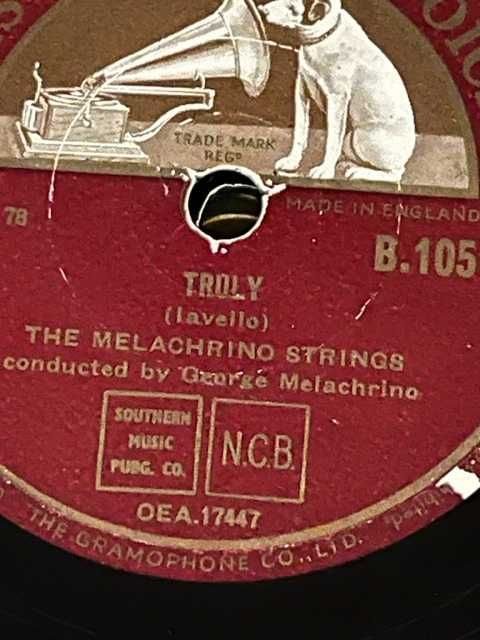 TRADE MARK
REGD
MADE IN ENGLAND
78
B.105
TRULY
(Iavello)
THE MELACHRINO STRINGS
conducted by George Melachrino
SOUTHERN
MUSIC
PUBG. CO.
N.C.B.
OEA.17447
THE GRAMOPHONE CO., LTD.